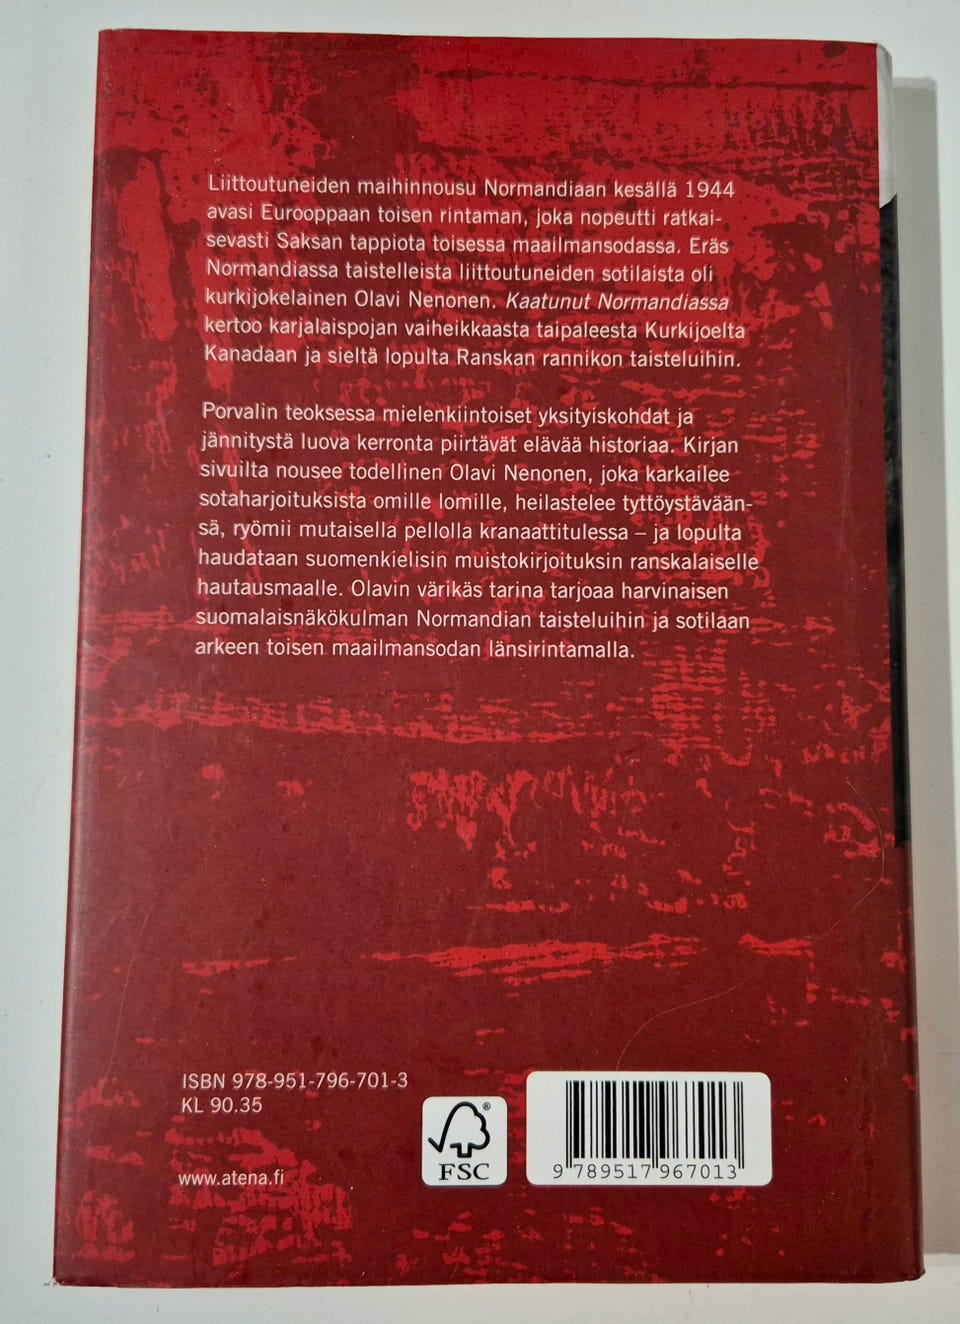 Liittoutuneiden maihinnousu Normandiaan kesällä 1944
avasi Eurooppaan toisen rintaman, joka nopeutti ratkai-
sevasti Saksan tappiota toisessa maailmansodassa. Eräs
Normandiassa taistelleista liittoutuneiden sotilaista oli
kurkijokelainen Olavi Nenonen. Kaatunut Normandiassa
kertoo karjalaispojan vaiheikkaasta taipaleesta Kurkijoelta
Kanadaan ja sieltä lopulta Ranskan rannikon taisteluihin.
Porvalin teoksessa mielenkiintoiset yksityiskohdat ja
jännitystä luova kerronta piirtävät elävää historiaa. Kirjan
sivuilta nousee todellinen Olavi Nenonen, joka karkailee
sotaharjoituksista omille lomille, heilastelee tyttöystävään-
sä, ryömii mutaisella pellolla kranaattitulessa – ja lopulta
haudataan suomenkielisin muistokirjoituksin ranskalaiselle
hautausmaalle. Olavin värikäs tarina tarjoaa harvinaisen
suomalaisnäkökulman Normandian taisteluihin ja sotilaan
arkeen toisen maailmansodan länsirintamalla.
ISBN 978-951-796-701-3
KL 90.35
www.atena.fi
® FSC
9 789517 967013